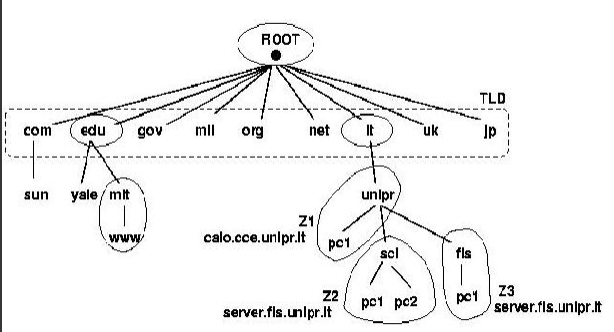 ROOT
TLD
com edu gov mil org net it uk jp
sun yale mit unipr
www
Z1
calo.cce.unipr.it pc1
sci fis
pc1 pc2 pc1
Z2 Z3
server.fis.unipr.it server.fis.unipr.it